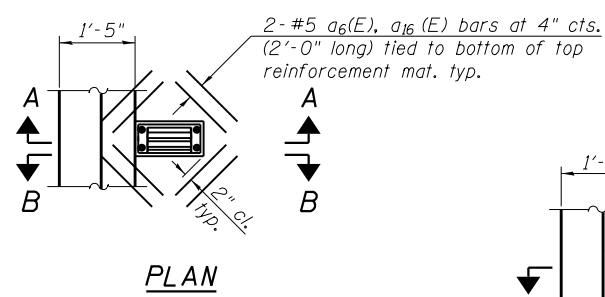 1'-5"
2-#5 a6(E), a16 (E) bars at 4" cts.
(2'-0" long) tied to bottom of top
reinforcement mat. typ.
A
A
B
B
2" cl.
typ.
PLAN
1'-